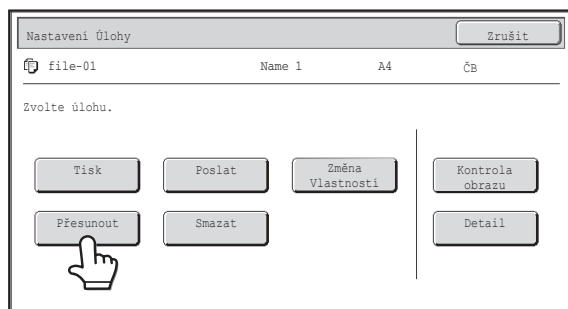 Nastavení Úlohy Zrušit
file-01 Name 1 A4 ČB
Zvolte úlohu.
Tisk Poslat Změna Vlastností Kontrola obrazu
Přesunout Smazat Detail